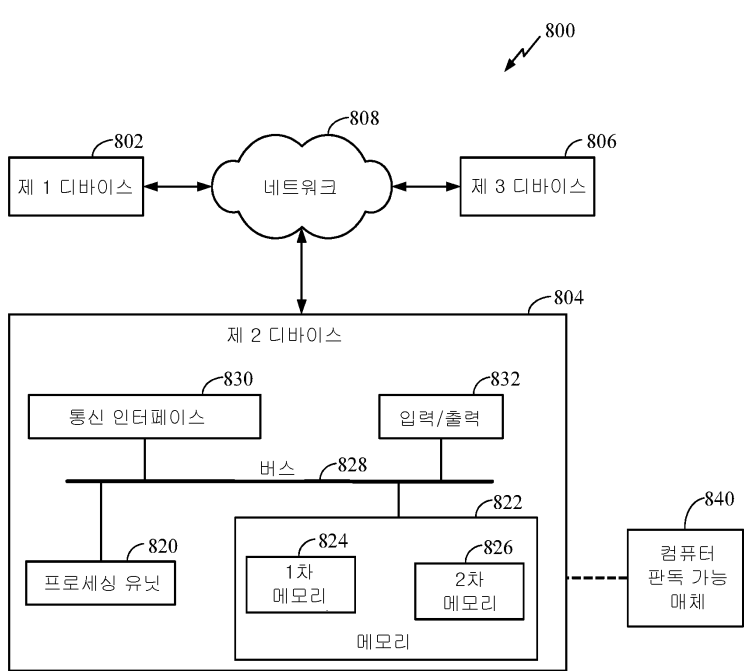 800
802
808
806
제 1 디바이스
네트워크
제 3 디바이스
804
제 2 디바이스
830
832
통신 인터페이스
입력/출력
버스
828
822
840
820
824
826
프로세싱 유닛
1차
메모리
2차
메모리
메모리
컴퓨터
판독 가능
매체